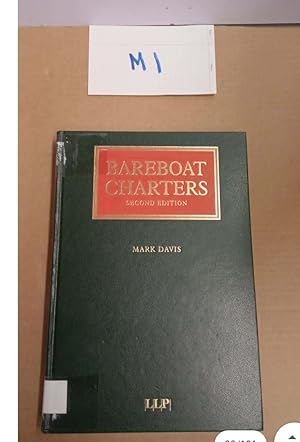 M1
BAREBOAT
CHARTERS
SECOND EDITION
MARK DAVIS
LLP